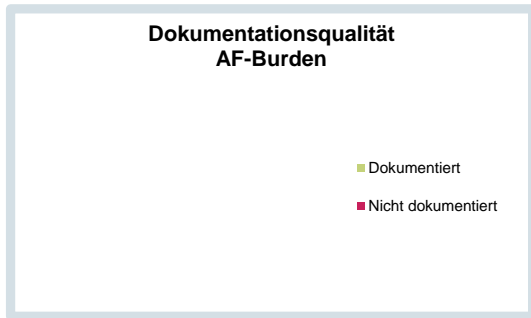 Dokumentationsqualität
AF-Burden
Dokumentiert
Nicht dokumentiert